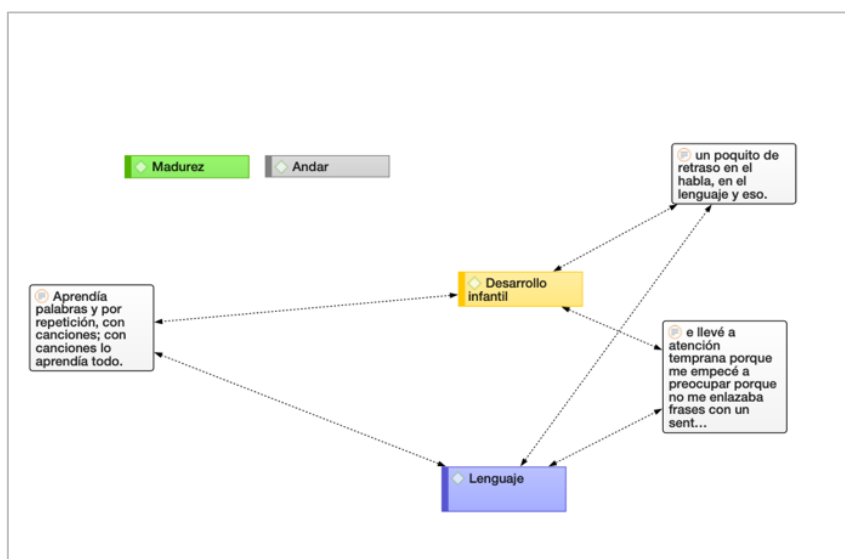 Madurez
Andar
un poquito de
retraso en el
habla, en el
lenguaje y eso.
Desarrollo
infantil
Aprendía
palabras y por
repetición, con
canciones; con
canciones lo
aprendía todo.
e llevé a
atención
temprana porque
me empecé a
preocupar porque
no me enlazaba
frases con un
sent...
Lenguaje